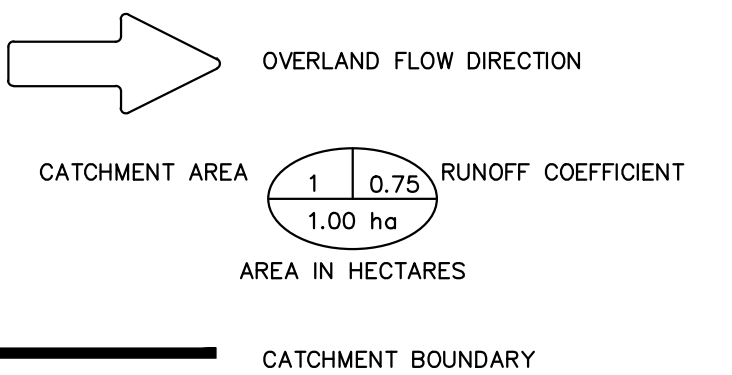 OVERLAND FLOW DIRECTION
CATCHMENT AREA
1
0.75
RUNOFF COEFFICIENT
1.00 ha
AREA IN HECTARES
CATCHMENT BOUNDARY